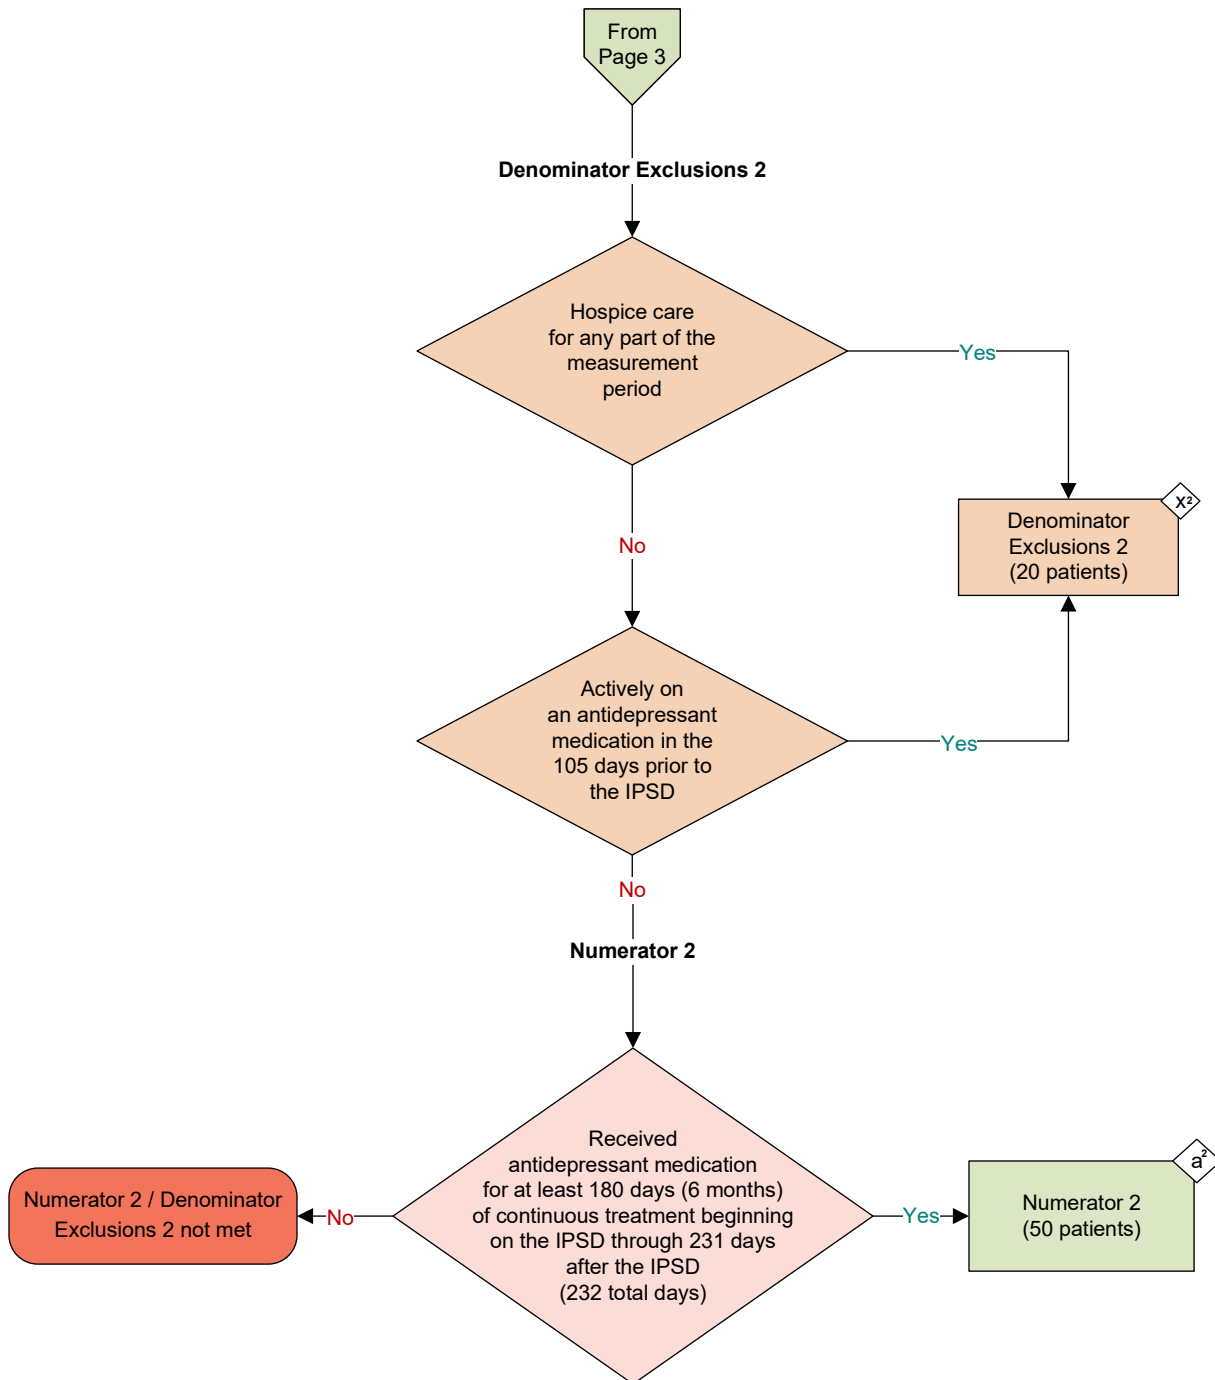 From
Page 3
Denominator Exclusions 2
Hospice care
for any part of the
measurement
period
Yes
No
x²
Denominator
Exclusions 2
(20 patients)
Actively on
an antidepressant
medication in the
105 days prior to
the IPSD
Yes
No
Numerator 2
Received
antidepressant medication
for at least 180 days (6 months)
of continuous treatment beginning
on the IPSD through 231 days
after the IPSD
(232 total days)
No
Numerator 2 / Denominator
Exclusions 2 not met
Yes
a²
Numerator 2
(50 patients)